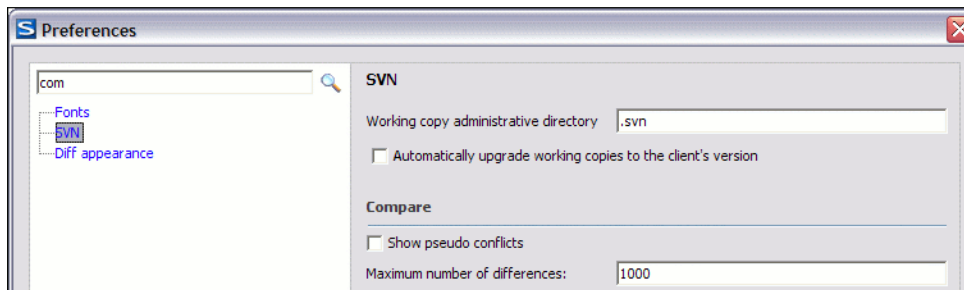 S Preferences
com
Fonts
SVN
Diff appearance
SVN
Working copy administrative directory .svn
Automatically upgrade working copies to the client's version
Compare
Show pseudo conflicts
Maximum number of differences: 1000